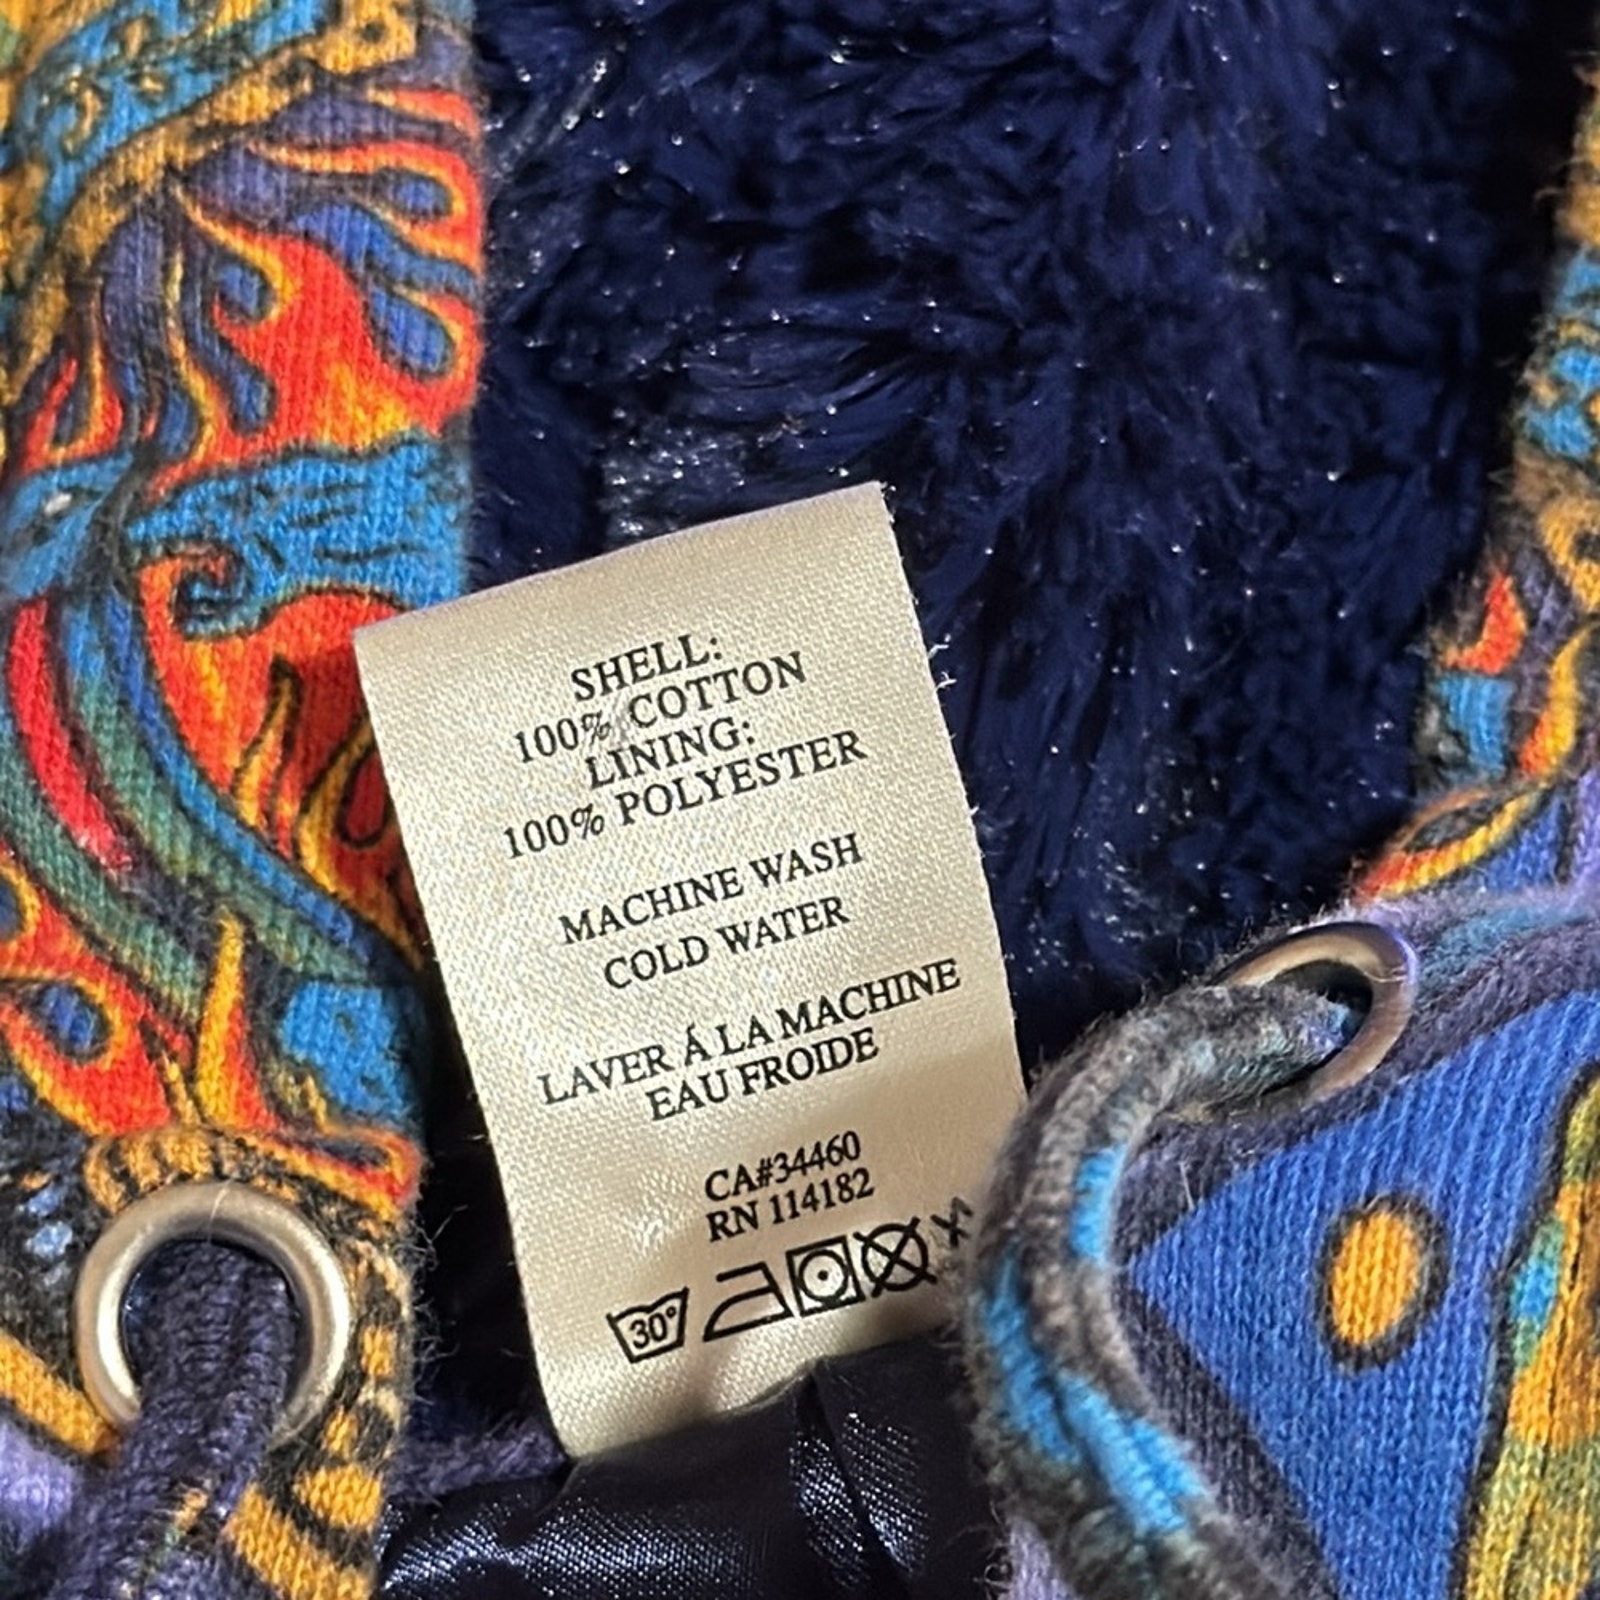 SHELL:
100% COTTON
LINING:
100% POLYESTER
MACHINE WASH
COLD WATER
LAVER Á LA MACHINE
EAU FROIDE
CA#34460
RN 114182
30°